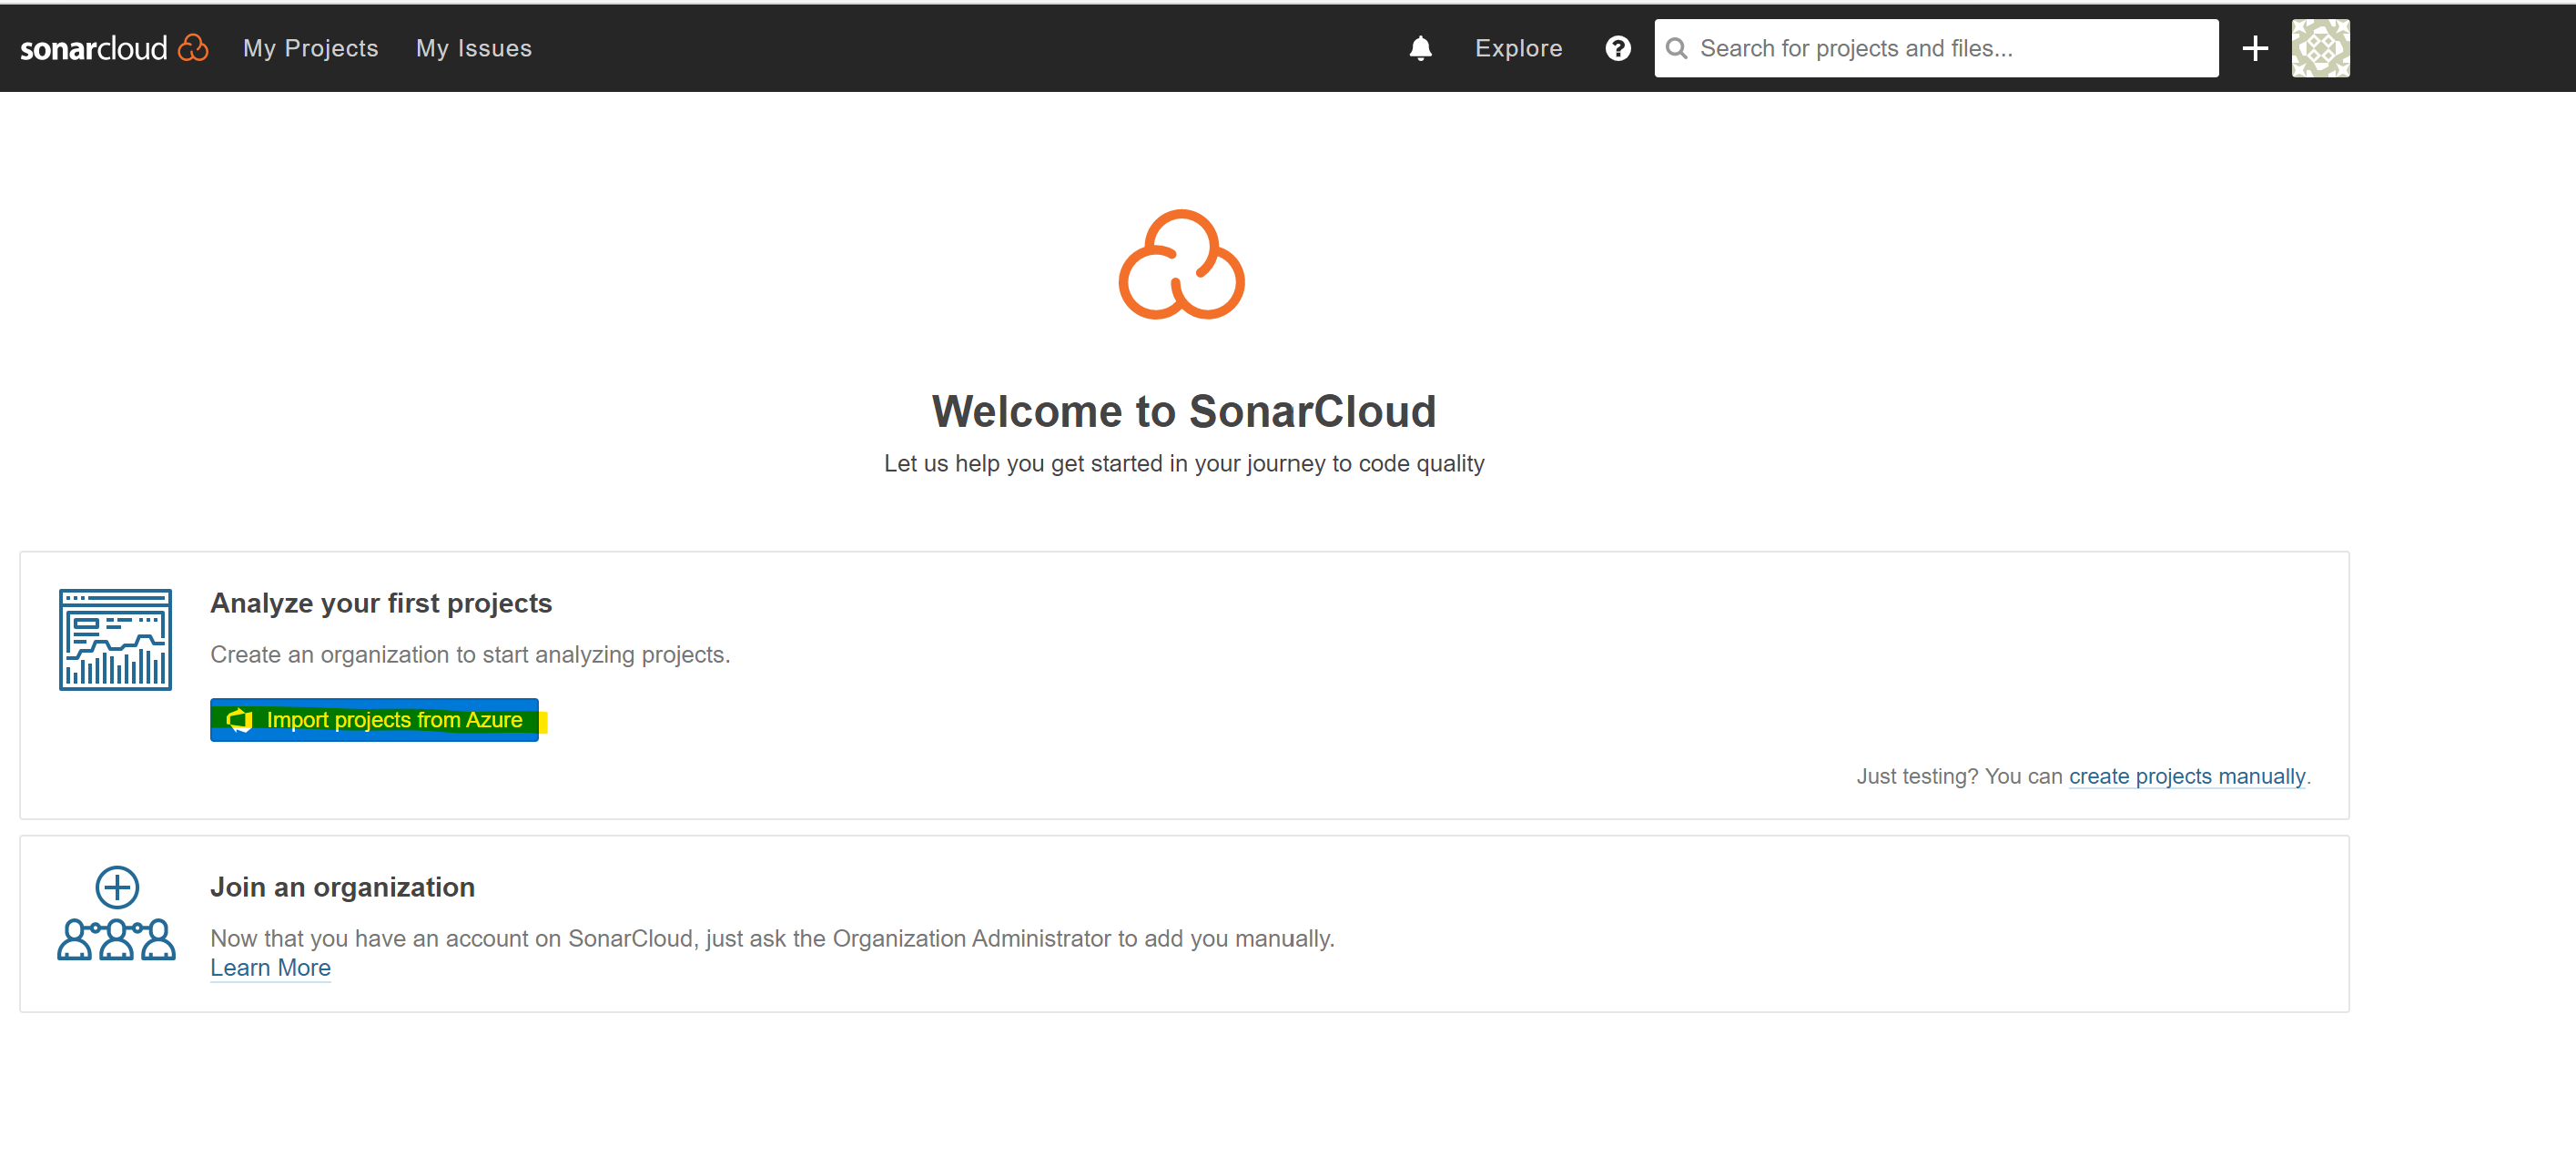 sonarcloud My Projects My Issues Explore Search for projects and files...
Welcome to SonarCloud
Let us help you get started in your journey to code quality
Analyze your first projects
Create an organization to start analyzing projects.
Import projects from Azure
Just testing? You can create projects manually.
Join an organization
Now that you have an account on SonarCloud, just ask the Organization Administrator to add you manually.
Learn More